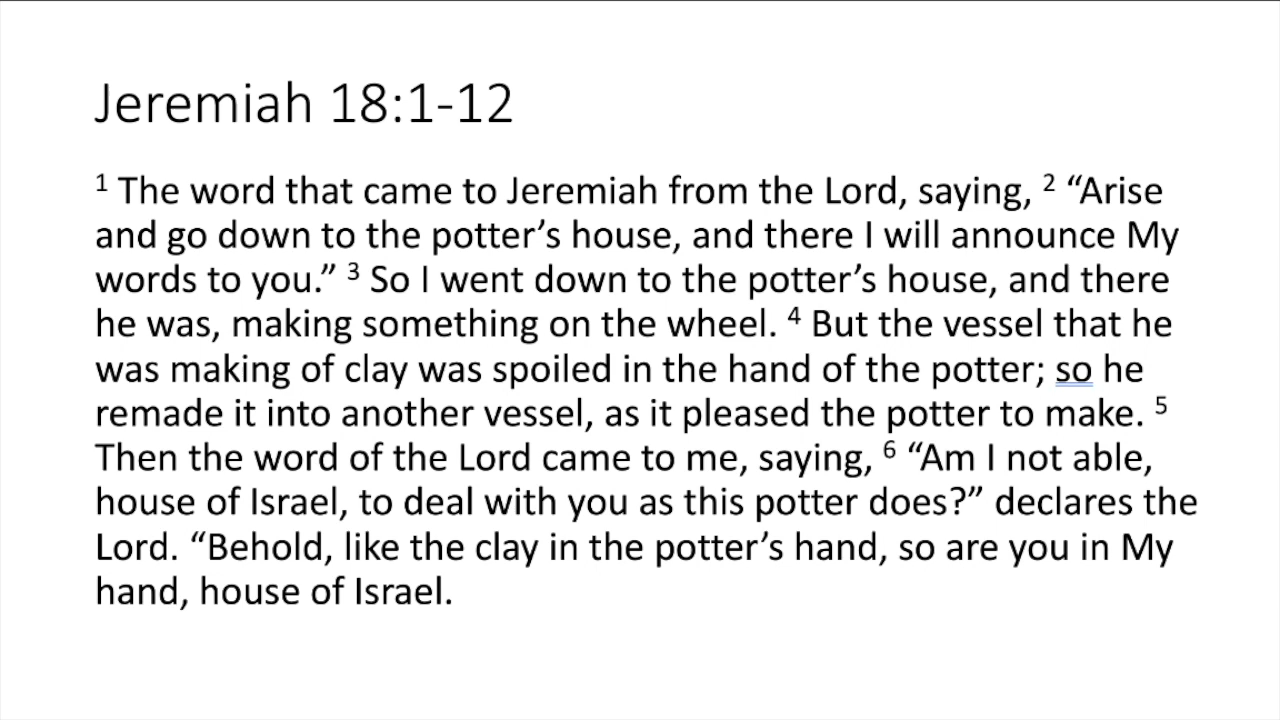 Jeremiah 18:1-12
1 The word that came to Jeremiah from the Lord, saying, 2 “Arise
and go down to the potter’s house, and there I will announce My
words to you.” 3 So I went down to the potter’s house, and there
he was, making something on the wheel. 4 But the vessel that he
was making of clay was spoiled in the hand of the potter; so he
remade it into another vessel, as it pleased the potter to make. 5
Then the word of the Lord came to me, saying, 6 “Am I not able,
house of Israel, to deal with you as this potter does?” declares the
Lord. “Behold, like the clay in the potter’s hand, so are you in My
hand, house of Israel.